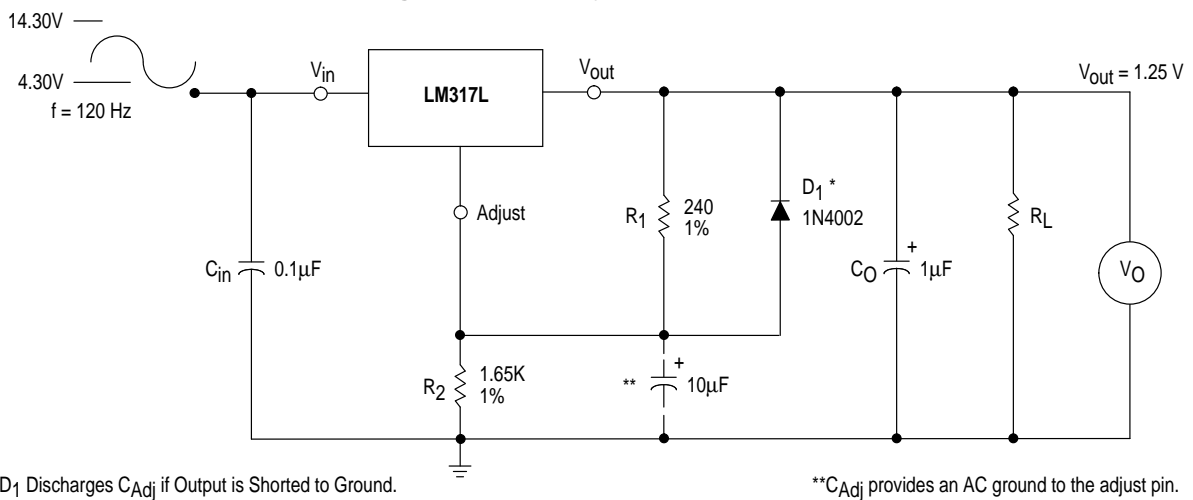 14.30V
4.30V
f = 120 Hz
Vin
LM317L
Vout
Vout = 1.25 V
Adjust
Cin
0.1μF
R1
240
1%
D1 *
1N4002
CO
+
1μF
RL
VO
R2
1.65K
1%
**
+
10μF
D1 Discharges CAdj if Output is Shorted to Ground.
**CAdj provides an AC ground to the adjust pin.